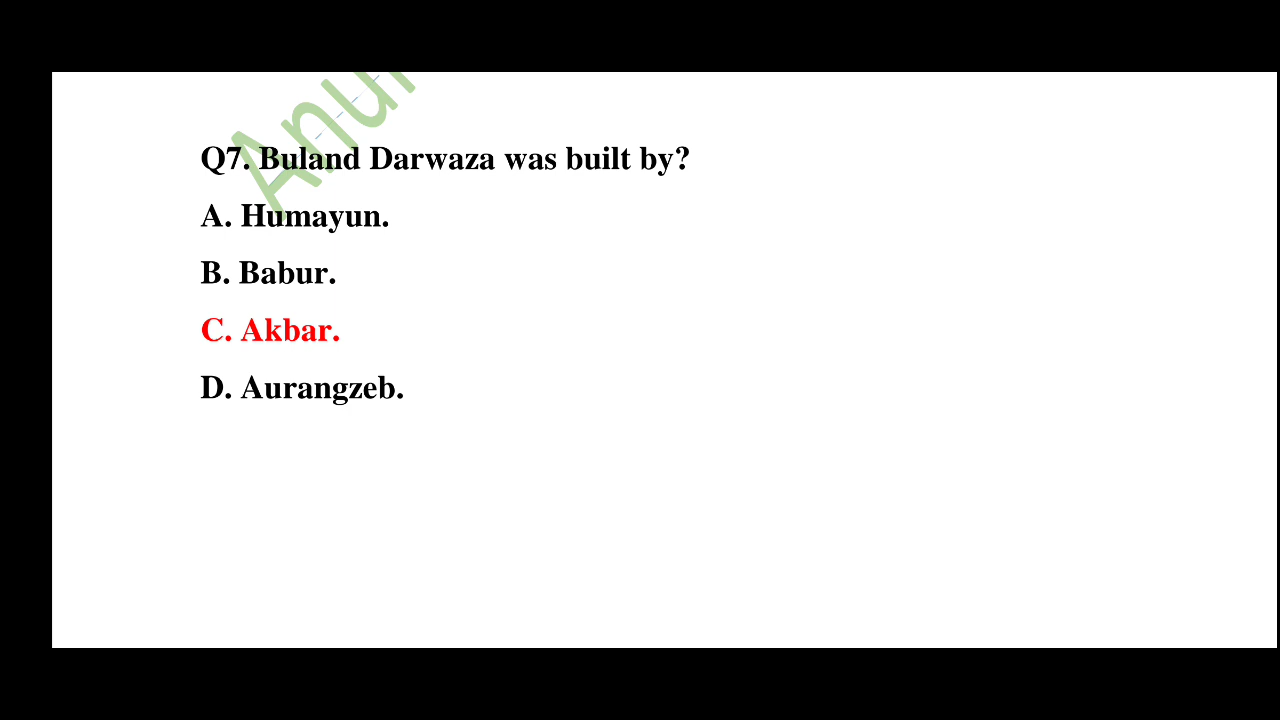 Q7. Buland Darwaza was built by?
A. Humayun.
B. Babur.
C. Akbar.
D. Aurangzeb.